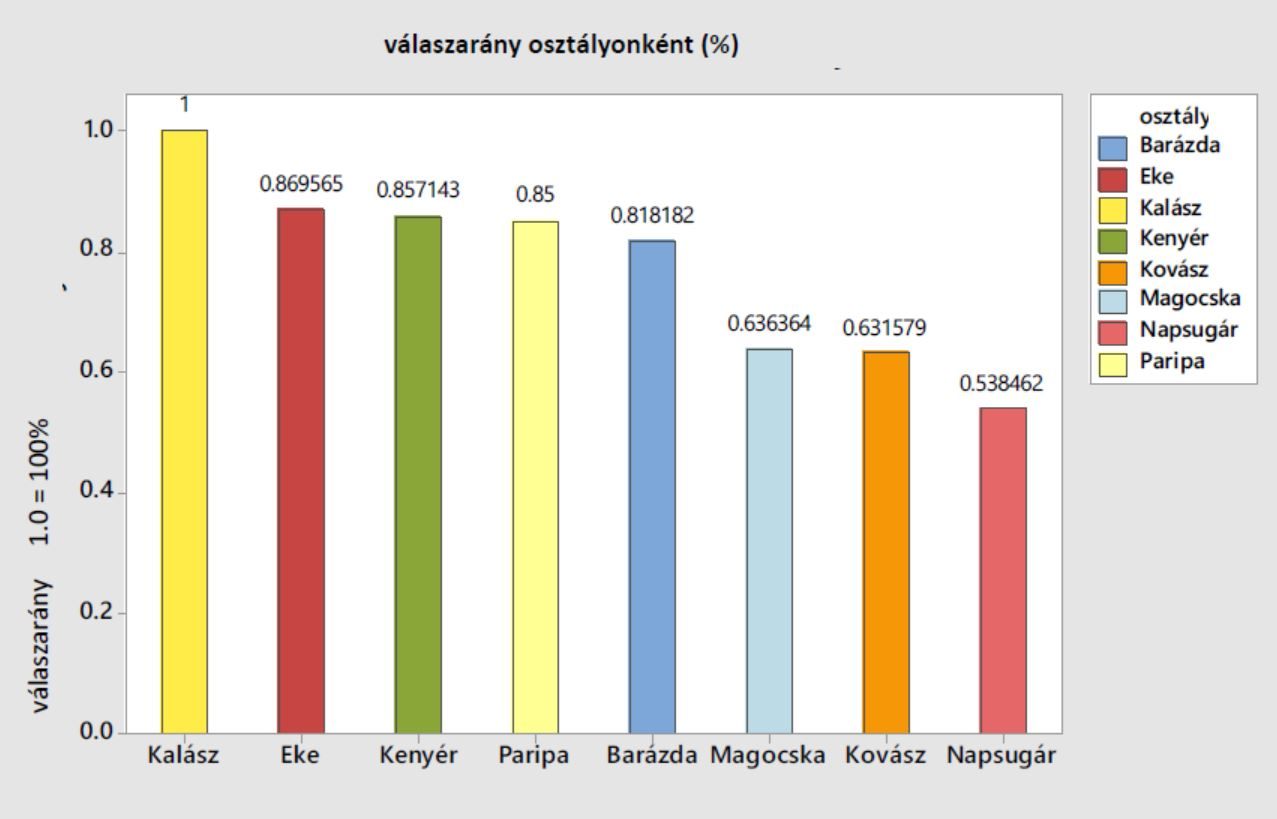 válaszarány osztályonként (%)
1
0.869565
0.857143
0.85
0.818182
0.636364
0.631579
0.538462
1.0
0.8
0.6
0.4
0.2
0.0
válaszarány 1.0 = 100%
Kalász Eke Kenyér Paripa Barázda Magocska Kovász Napsugár
osztály
Barázda
Eke
Kalász
Kenyér
Kovász
Magocska
Napsugár
Paripa